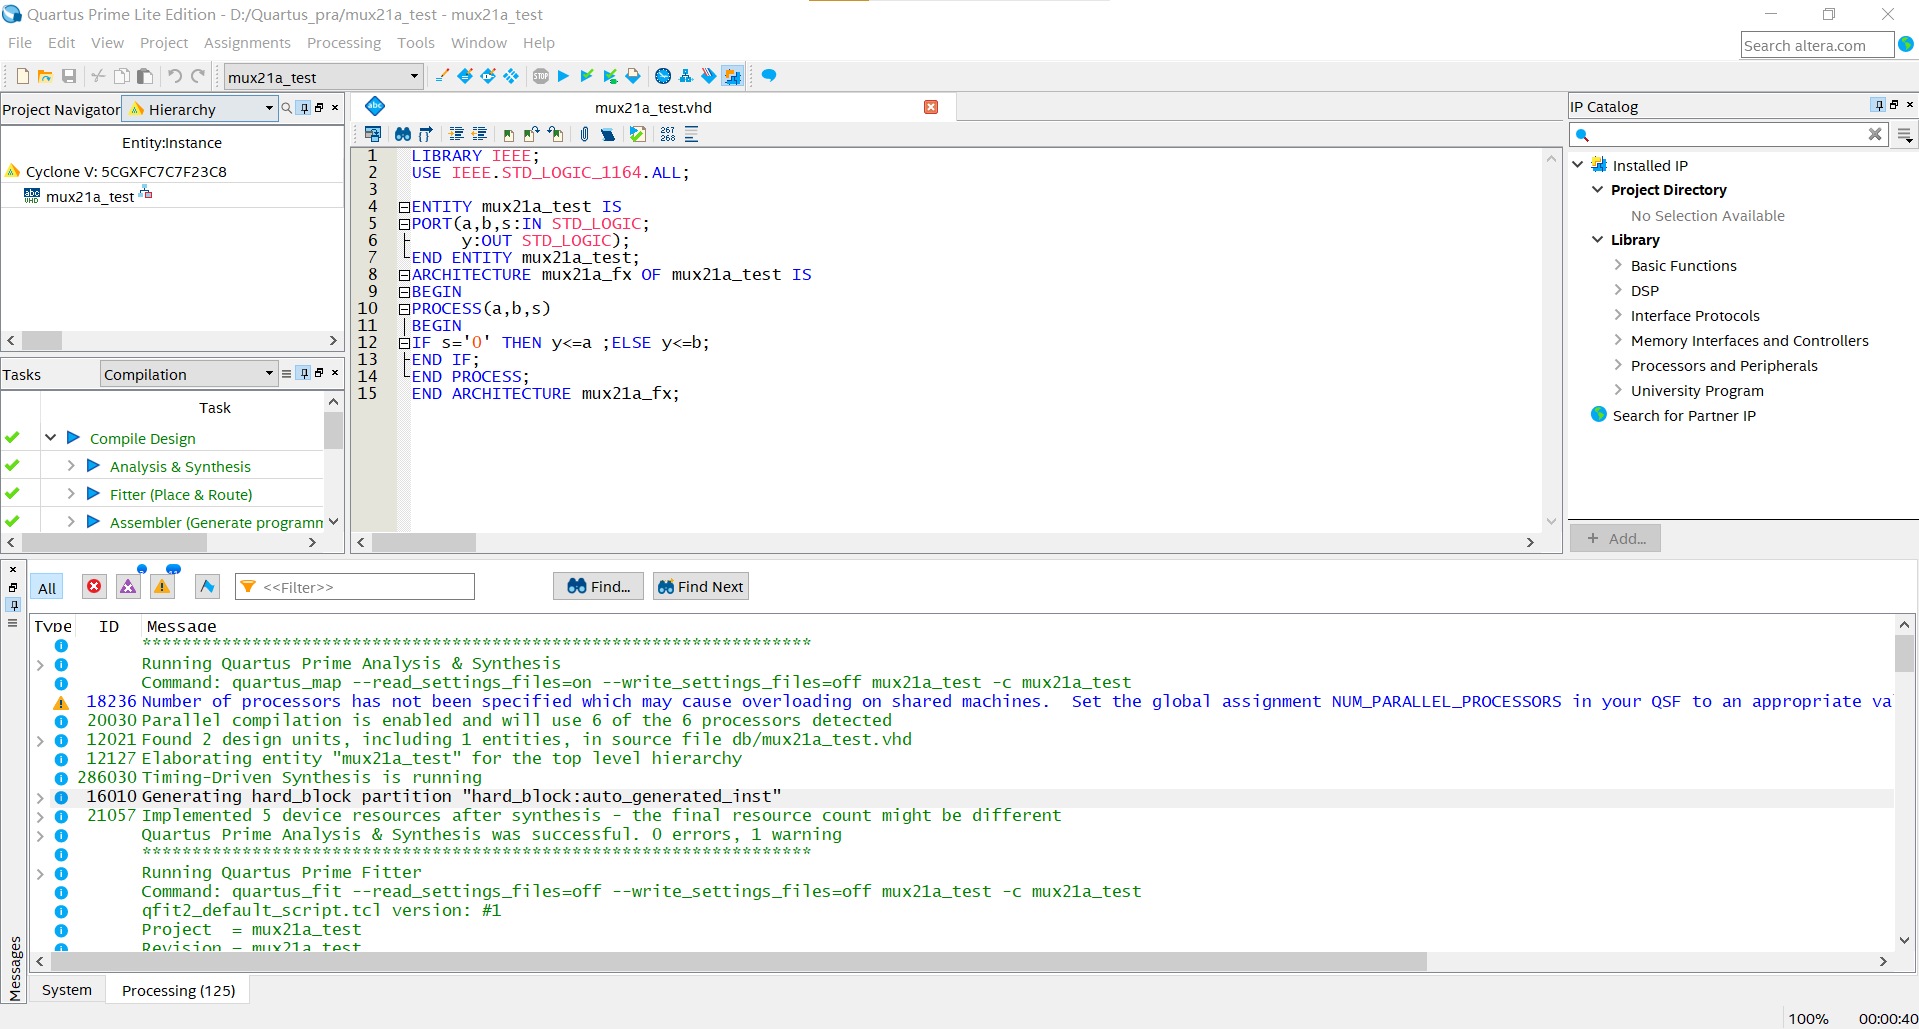 Quartus Prime Lite Edition - D:/Quartus_pra/mux21a_test - mux21a_test
File Edit View Project Assignments Processing Tools Window Help
Search altera.com
mux21a_test
STOP
Project Navigator Hierarchy
Entity:Instance
Cyclone V: 5CGXFC7C7F23C8
mux21a_test
Tasks Compilation
Task
Compile Design
Analysis & Synthesis
Fitter (Place & Route)
Assembler (Generate programm
mux21a_test.vhd
267
268
1 LIBRARY IEEE;
2 USE IEEE.STD_LOGIC_1164.ALL;
3
4 ENTITY mux21a_test IS
5 PORT(a,b,s:IN STD_LOGIC;
6 y:OUT STD_LOGIC);
7 END ENTITY mux21a_test;
8 ARCHITECTURE mux21a_fx OF mux21a_test IS
9 BEGIN
10 PROCESS(a,b,s)
11 BEGIN
12 IF s='0' THEN y<=a ;ELSE y<=b;
13 END IF;
14 END PROCESS;
15 END ARCHITECTURE mux21a_fx;
IP Catalog
Installed IP
Project Directory
No Selection Available
Library
Basic Functions
DSP
Interface Protocols
Memory Interfaces and Controllers
Processors and Peripherals
University Program
Search for Partner IP
+ Add...
All <<Filter>> Find... Find Next
Type ID Message
*******************************************************************
Running Quartus Prime Analysis & Synthesis
Command: quartus_map --read_settings_files=on --write_settings_files=off mux21a_test -c mux21a_test
18236 Number of processors has not been specified which may cause overloading on shared machines.  Set the global assignment NUM_PARALLEL_PROCESSORS in your QSF to an appropriate va
20030 Parallel compilation is enabled and will use 6 of the 6 processors detected
12021 Found 2 design units, including 1 entities, in source file db/mux21a_test.vhd
12127 Elaborating entity "mux21a_test" for the top level hierarchy
286030 Timing-Driven Synthesis is running
16010 Generating hard_block partition "hard_block:auto_generated_inst"
21057 Implemented 5 device resources after synthesis - the final resource count might be different
Quartus Prime Analysis & Synthesis was successful. 0 errors, 1 warning
*******************************************************************
Running Quartus Prime Fitter
Command: quartus_fit --read_settings_files=off --write_settings_files=off mux21a_test -c mux21a_test
qfit2_default_script.tcl version: #1
Project  = mux21a_test
Revision = mux21a_test
Messages
System Processing (125)
100% 00:00:40